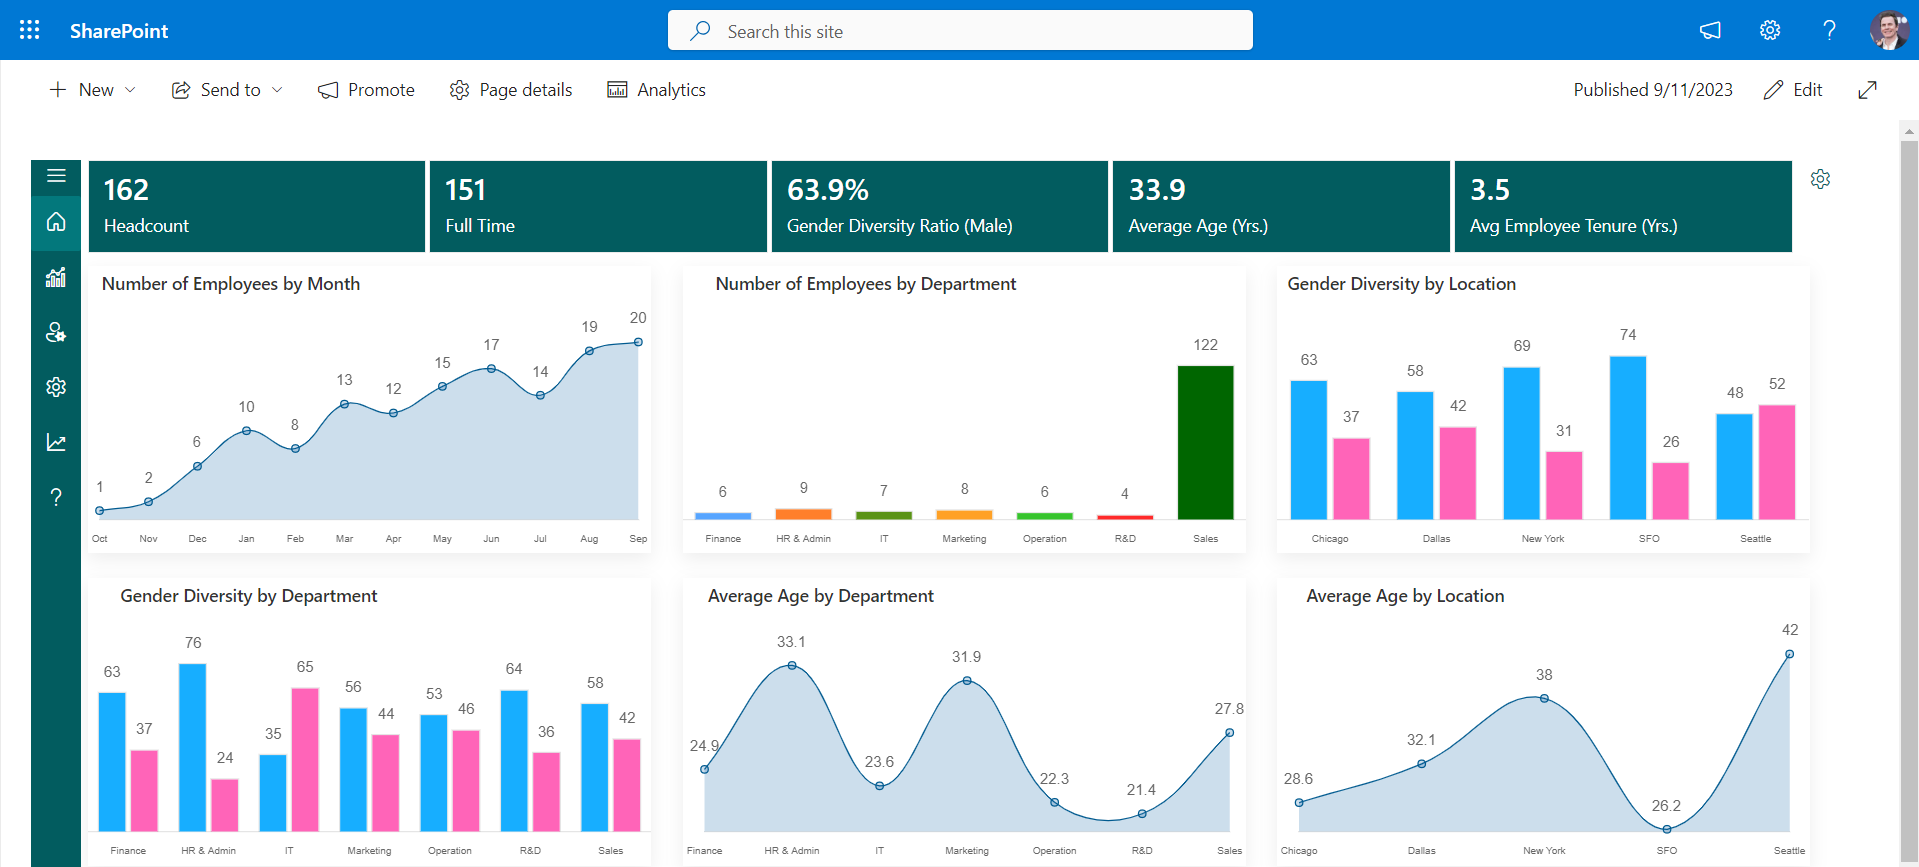 SharePoint
Search this site
?
New
Send to
Promote
Page details
Analytics
Published 9/11/2023
Edit
162
Headcount
151
Full Time
63.9%
Gender Diversity Ratio (Male)
33.9
Average Age (Yrs.)
3.5
Avg Employee Tenure (Yrs.)
?
Number of Employees by Month
1 2 6 10 8 13 12 15 17 14 19 20
Oct Nov Dec Jan Feb Mar Apr May Jun Jul Aug Sep
Number of Employees by Department
6 9 7 8 6 4 122
Finance HR & Admin IT Marketing Operation R&D Sales
Gender Diversity by Location
63 37 58 42 69 31 74 26 48 52
Chicago Dallas New York SFO Seattle
Gender Diversity by Department
63 37 76 24 35 65 56 44 53 46 64 36 58 42
Finance HR & Admin IT Marketing Operation R&D Sales
Average Age by Department
24.9 33.1 23.6 31.9 22.3 21.4 27.8
Finance HR & Admin IT Marketing Operation R&D Sales
Average Age by Location
28.6 32.1 38 26.2 42
Chicago Dallas New York SFO Seattle